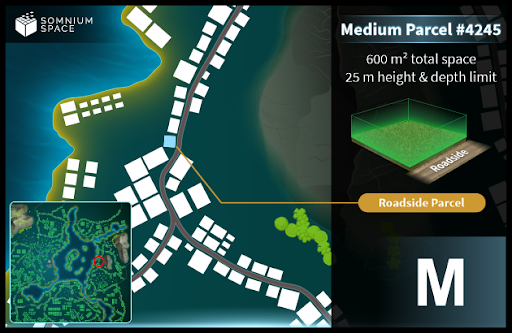 SOMNIUM
SPACE
Medium Parcel #4245
600 m² total space
25 m height & depth limit
Roadside
Roadside Parcel
M